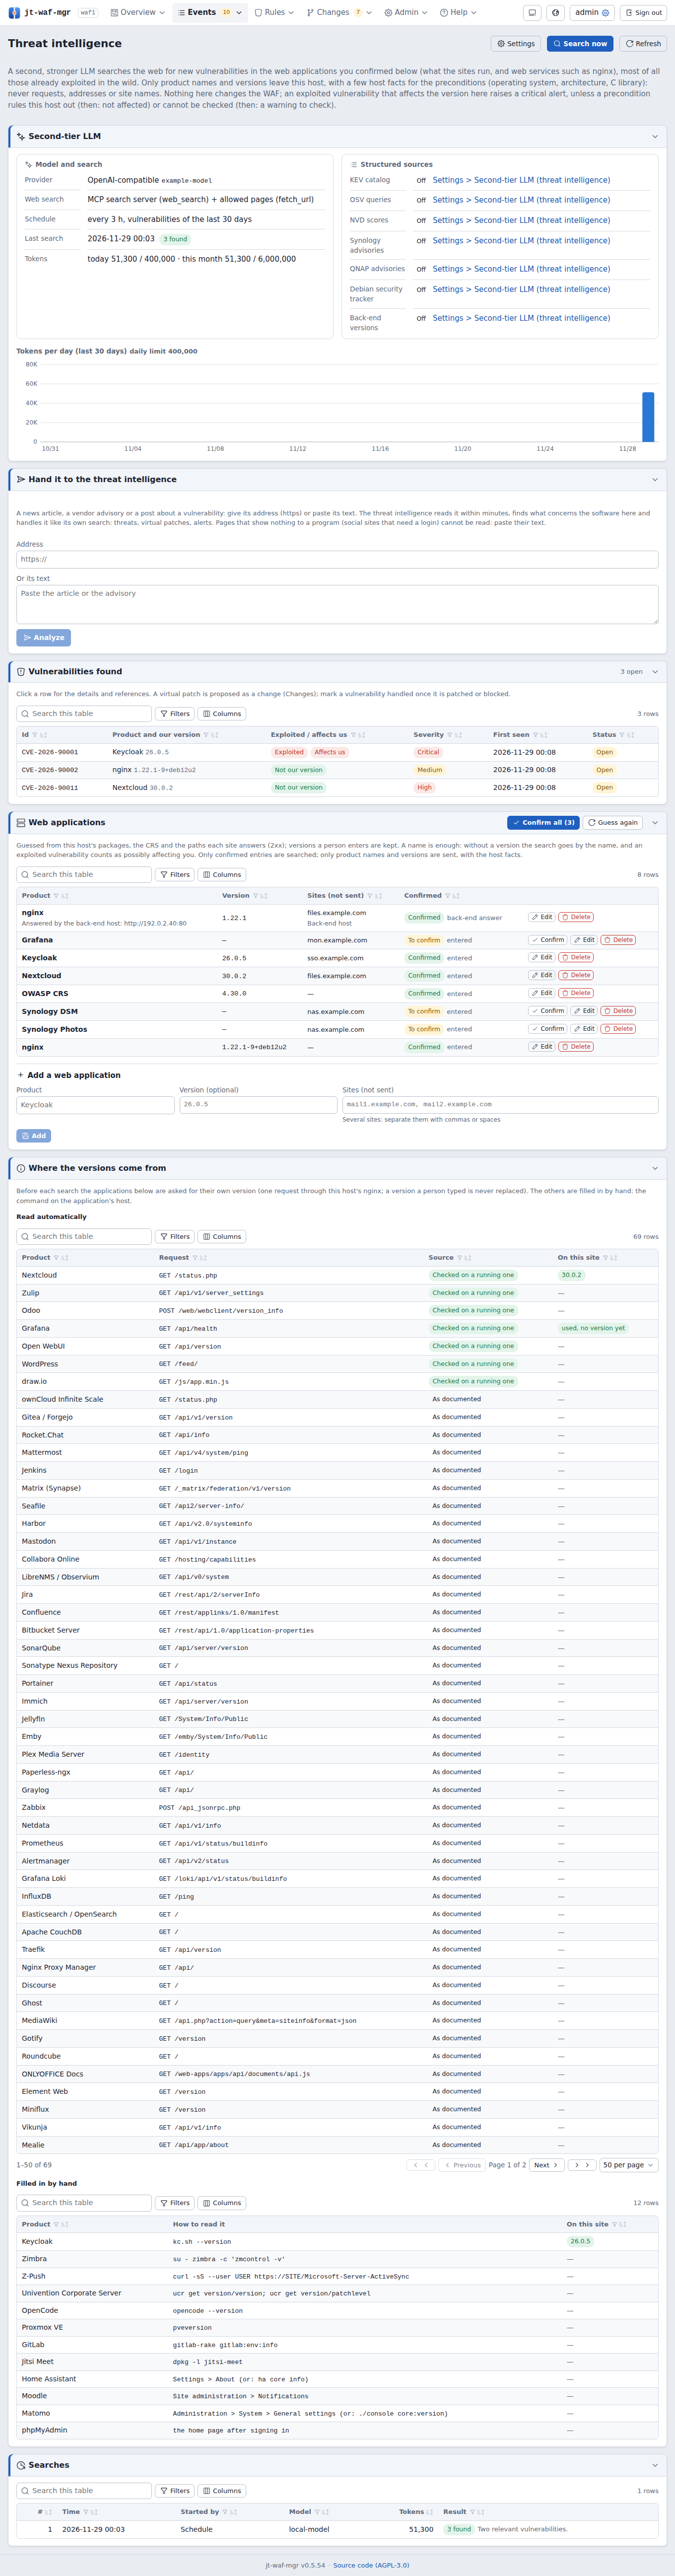 jt-waf-mgr waf1 Overview Events 10 Rules Changes 7 Admin Help admin Sign out
Threat intelligence Settings Search now Refresh
A second, stronger LLM searches the web for new vulnerabilities in the web applications you confirmed below (what the sites run, and web services such as nginx), most of all
those already exploited in the wild. Only product names and versions leave this host, with a few host facts for the preconditions (operating system, architecture, C library):
never requests, addresses or site names. Nothing here changes the WAF; an exploited vulnerability that affects the version here raises a critical alert, unless a precondition
rules this host out (then: not affected) or cannot be checked (then: a warning to check).
Second-tier LLM
Model and search
Provider OpenAI-compatible example-model
Web search MCP search server (web_search) + allowed pages (fetch_url)
Schedule every 3 h, vulnerabilities of the last 30 days
Last search 2026-11-29 00:03 3 found
Tokens today 51,300 / 400,000 · this month 51,300 / 6,000,000
Structured sources
KEV catalog Off Settings > Second-tier LLM (threat intelligence)
OSV queries Off Settings > Second-tier LLM (threat intelligence)
NVD scores Off Settings > Second-tier LLM (threat intelligence)
Synology Off Settings > Second-tier LLM (threat intelligence)
advisories
QNAP advisories Off Settings > Second-tier LLM (threat intelligence)
Debian security Off Settings > Second-tier LLM (threat intelligence)
tracker
Back-end Off Settings > Second-tier LLM (threat intelligence)
versions
Tokens per day (last 30 days) daily limit 400,000
80K
60K
40K
20K
0
10/31 11/04 11/08 11/12 11/16 11/20 11/24 11/28
Hand it to the threat intelligence
A news article, a vendor advisory or a post about a vulnerability: give its address (https) or paste its text. The threat intelligence reads it within minutes, finds what concerns the software here and
handles it like its own search: threats, virtual patches, alerts. Pages that show nothing to a program (social sites that need a login) cannot be read: paste their text.
Address
https://
Or its text
Paste the article or the advisory
Analyze
Vulnerabilities found 3 open
Click a row for the details and references. A virtual patch is proposed as a change (Changes); mark a vulnerability handled once it is patched or blocked.
Search this table Filters Columns 3 rows
Id Product and our version Exploited / affects us Severity First seen Status
CVE-2026-90001 Keycloak 26.0.5 Exploited Affects us Critical 2026-11-29 00:08 Open
CVE-2026-90002 nginx 1.22.1-9+deb12u2 Not our version Medium 2026-11-29 00:08 Open
CVE-2026-90011 Nextcloud 30.0.2 Not our version High 2026-11-29 00:08 Open
Web applications Confirm all (3) Guess again
Guessed from this host's packages, the CRS and the paths each site answers (2xx); versions a person enters are kept. A name is enough: without a version the search goes by the name, and an
exploited vulnerability counts as possibly affecting you. Only confirmed entries are searched; only product names and versions are sent, with the host facts.
Search this table Filters Columns 8 rows
Product Version Sites (not sent) Confirmed
nginx 1.22.1 files.example.com Confirmed back-end answer Edit Delete
Answered by the back-end host: http://192.0.2.40:80 Back-end host
Grafana — mon.example.com To confirm entered Confirm Edit Delete
Keycloak 26.0.5 sso.example.com Confirmed entered Edit Delete
Nextcloud 30.0.2 files.example.com Confirmed entered Edit Delete
OWASP CRS 4.30.0 — Confirmed entered Edit Delete
Synology DSM — nas.example.com To confirm entered Confirm Edit Delete
Synology Photos — nas.example.com To confirm entered Confirm Edit Delete
nginx 1.22.1-9+deb12u2 — Confirmed entered Edit Delete
+ Add a web application
Product Version (optional) Sites (not sent)
Keycloak 26.0.5 mail1.example.com, mail2.example.com
Several sites: separate them with commas or spaces
Add
Where the versions come from
Before each search the applications below are asked for their own version (one request through this host's nginx; a version a person typed is never replaced). The others are filled in by hand: the
command on the application's host.
Read automatically
Search this table Filters Columns 69 rows
Product Request Source On this site
Nextcloud GET /status.php Checked on a running one 30.0.2
Zulip GET /api/v1/server_settings Checked on a running one —
Odoo POST /web/webclient/version_info Checked on a running one —
Grafana GET /api/health Checked on a running one used, no version yet
Open WebUI GET /api/version Checked on a running one —
WordPress GET /feed/ Checked on a running one —
draw.io GET /js/app.min.js Checked on a running one —
ownCloud Infinite Scale GET /status.php As documented —
Gitea / Forgejo GET /api/v1/version As documented —
Rocket.Chat GET /api/info As documented —
Mattermost GET /api/v4/system/ping As documented —
Jenkins GET /login As documented —
Matrix (Synapse) GET /_matrix/federation/v1/version As documented —
Seafile GET /api2/server-info/ As documented —
Harbor GET /api/v2.0/systeminfo As documented —
Mastodon GET /api/v1/instance As documented —
Collabora Online GET /hosting/capabilities As documented —
LibreNMS / Observium GET /api/v0/system As documented —
Jira GET /rest/api/2/serverInfo As documented —
Confluence GET /rest/applinks/1.0/manifest As documented —
Bitbucket Server GET /rest/api/1.0/application-properties As documented —
SonarQube GET /api/server/version As documented —
Sonatype Nexus Repository GET / As documented —
Portainer GET /api/status As documented —
Immich GET /api/server/version As documented —
Jellyfin GET /System/Info/Public As documented —
Emby GET /emby/System/Info/Public As documented —
Plex Media Server GET /identity As documented —
Paperless-ngx GET /api/ As documented —
Graylog GET /api/ As documented —
Zabbix POST /api_jsonrpc.php As documented —
Netdata GET /api/v1/info As documented —
Prometheus GET /api/v1/status/buildinfo As documented —
Alertmanager GET /api/v2/status As documented —
Grafana Loki GET /loki/api/v1/status/buildinfo As documented —
InfluxDB GET /ping As documented —
Elasticsearch / OpenSearch GET / As documented —
Apache CouchDB GET / As documented —
Traefik GET /api/version As documented —
Nginx Proxy Manager GET /api/ As documented —
Discourse GET / As documented —
Ghost GET / As documented —
MediaWiki GET /api.php?action=query&meta=siteinfo&format=json As documented —
Gotify GET /version As documented —
Roundcube GET / As documented —
ONLYOFFICE Docs GET /web-apps/apps/api/documents/api.js As documented —
Element Web GET /version As documented —
Miniflux GET /version As documented —
Vikunja GET /api/v1/info As documented —
Mealie GET /api/app/about As documented —
1–50 of 69 Previous Page 1 of 2 Next 50 per page
Filled in by hand
Search this table Filters Columns 12 rows
Product How to read it On this site
Keycloak kc.sh --version 26.0.5
Zimbra su - zimbra -c 'zmcontrol -v' —
Z-Push curl -sS --user USER https://SITE/Microsoft-Server-ActiveSync —
Univention Corporate Server ucr get version/version; ucr get version/patchlevel —
OpenCode opencode --version —
Proxmox VE pveversion —
GitLab gitlab-rake gitlab:env:info —
Jitsi Meet dpkg -l jitsi-meet —
Home Assistant Settings > About (or: ha core info) —
Moodle Site administration > Notifications —
Matomo Administration > System > General settings (or: ./console core:version) —
phpMyAdmin the home page after signing in —
Searches
Search this table Filters Columns 1 rows
# Time Started by Model Tokens Result
1 2026-11-29 00:03 Schedule local-model 51,300 3 found Two relevant vulnerabilities.
jt-waf-mgr v0.5.54 · Source code (AGPL-3.0)